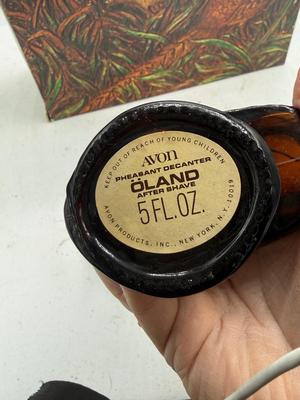 KEEP OUT OF REACH OF YOUNG CHILDREN
AVON
PHEASANT DECANTER
ÖLAND
AFTER SHAVE
5 FL. OZ.
AVON PRODUCTS, INC., NEW YORK, N.Y. 10019